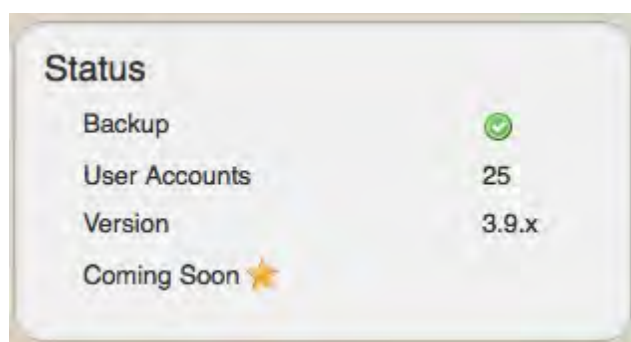 Status
Backup
User Accounts 25
Version 3.9.x
Coming Soon